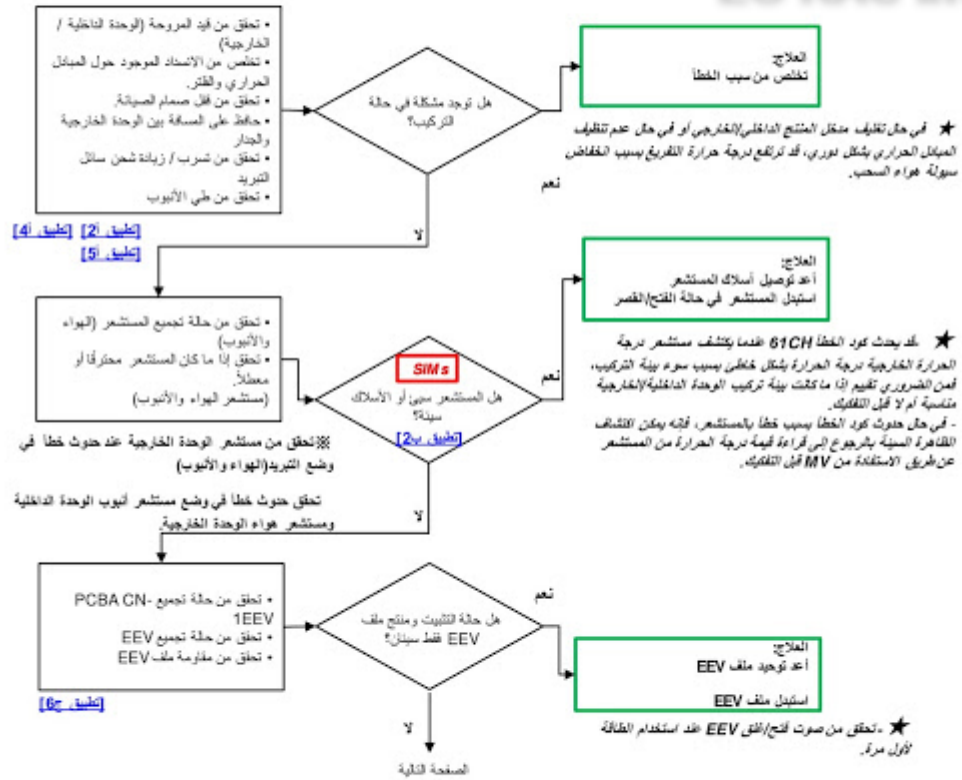 • تحقق من قيد المروحة (الوحدة الداخلية /
الخارجية)
• تخلص من الانسداد الموجود حول المبادل
الحراري والفلتر.
• تحقق من قفل صمام الصيانة.
• حافظ على المسافة بين الوحدة الخارجية
والجدار
• تحقق من تسرب / زيادة شحن سائل
التبريد
• تحقق من طي الأنبوب
هل توجد مشكلة في حالة
التركيب؟
العلاج:
تخلص من سبب الخطأ
★ في حال تغليف مدخل المنتج الداخلي/الخارجي أو في حال عدم تنظيف
المبادل الحراري بشكل دوري، قد ترتفع درجة حرارة التفريغ بسبب انخفاض
سيولة هواء السحب.
نعم
لا
[تطبيق أ2] [تطبيق أ4]
[تطبيق أ5]
• تحقق من حالة تجميع المستشعر (الهواء
والأنبوب)
• تحقق إذا ما كان المستشعر محترقًا أو
معطلاً.
(مستشعر الهواء والأنبوب)
SIMs
هل المستشعر سيئ أو الأسلاك
سيئة؟
[تطبيق ب2]
نعم
العلاج:
أعد توصيل أسلاك المستشعر
استبدل المستشعر في حالة الفتح/القصر
★ -قد يحدث كود الخطأ 61CH عندما يكتشف مستشعر درجة
الحرارة الخارجية درجة الحرارة بشكل خاطئ بسبب سوء بيئة التركيب،
فمن الضروري تقييم إذا ما كانت بيئة تركيب الوحدة الداخلية/الخارجية
مناسبة أم لا قبل التفكيك.
- في حال حدوث كود الخطأ بسبب خطأ بالمستشعر، فإنه يمكن اكتشاف
الظاهرة السيئة بالرجوع إلى قراءة قيمة درجة الحرارة من المستشعر
عن طريق الاستفادة من MV قبل التفكيك.
※تحقق من مستشعر الوحدة الخارجية عند حدوث خطأ في
وضع التبريد(الهواء والأنبوب)
تحقق حدوث خطأ في وضع مستشعر أنبوب الوحدة الداخلية
ومستشعر هواء الوحدة الخارجية.
لا
• تحقق من حالة تجميع PCBA CN-
1EEV
• تحقق من حالة تجميع EEV
• تحقق من مقاومة ملف EEV
[تطبيق ج6]
هل حالة التثبيت ومنتج ملف
EEV فقط سيئان؟
نعم
العلاج:
أعد توحيد ملف EEV
استبدل ملف EEV
★ -تحقق من صوت فتح/غلق EEV عند استخدام الطاقة
لأول مرة.
لا
الصفحة التالية